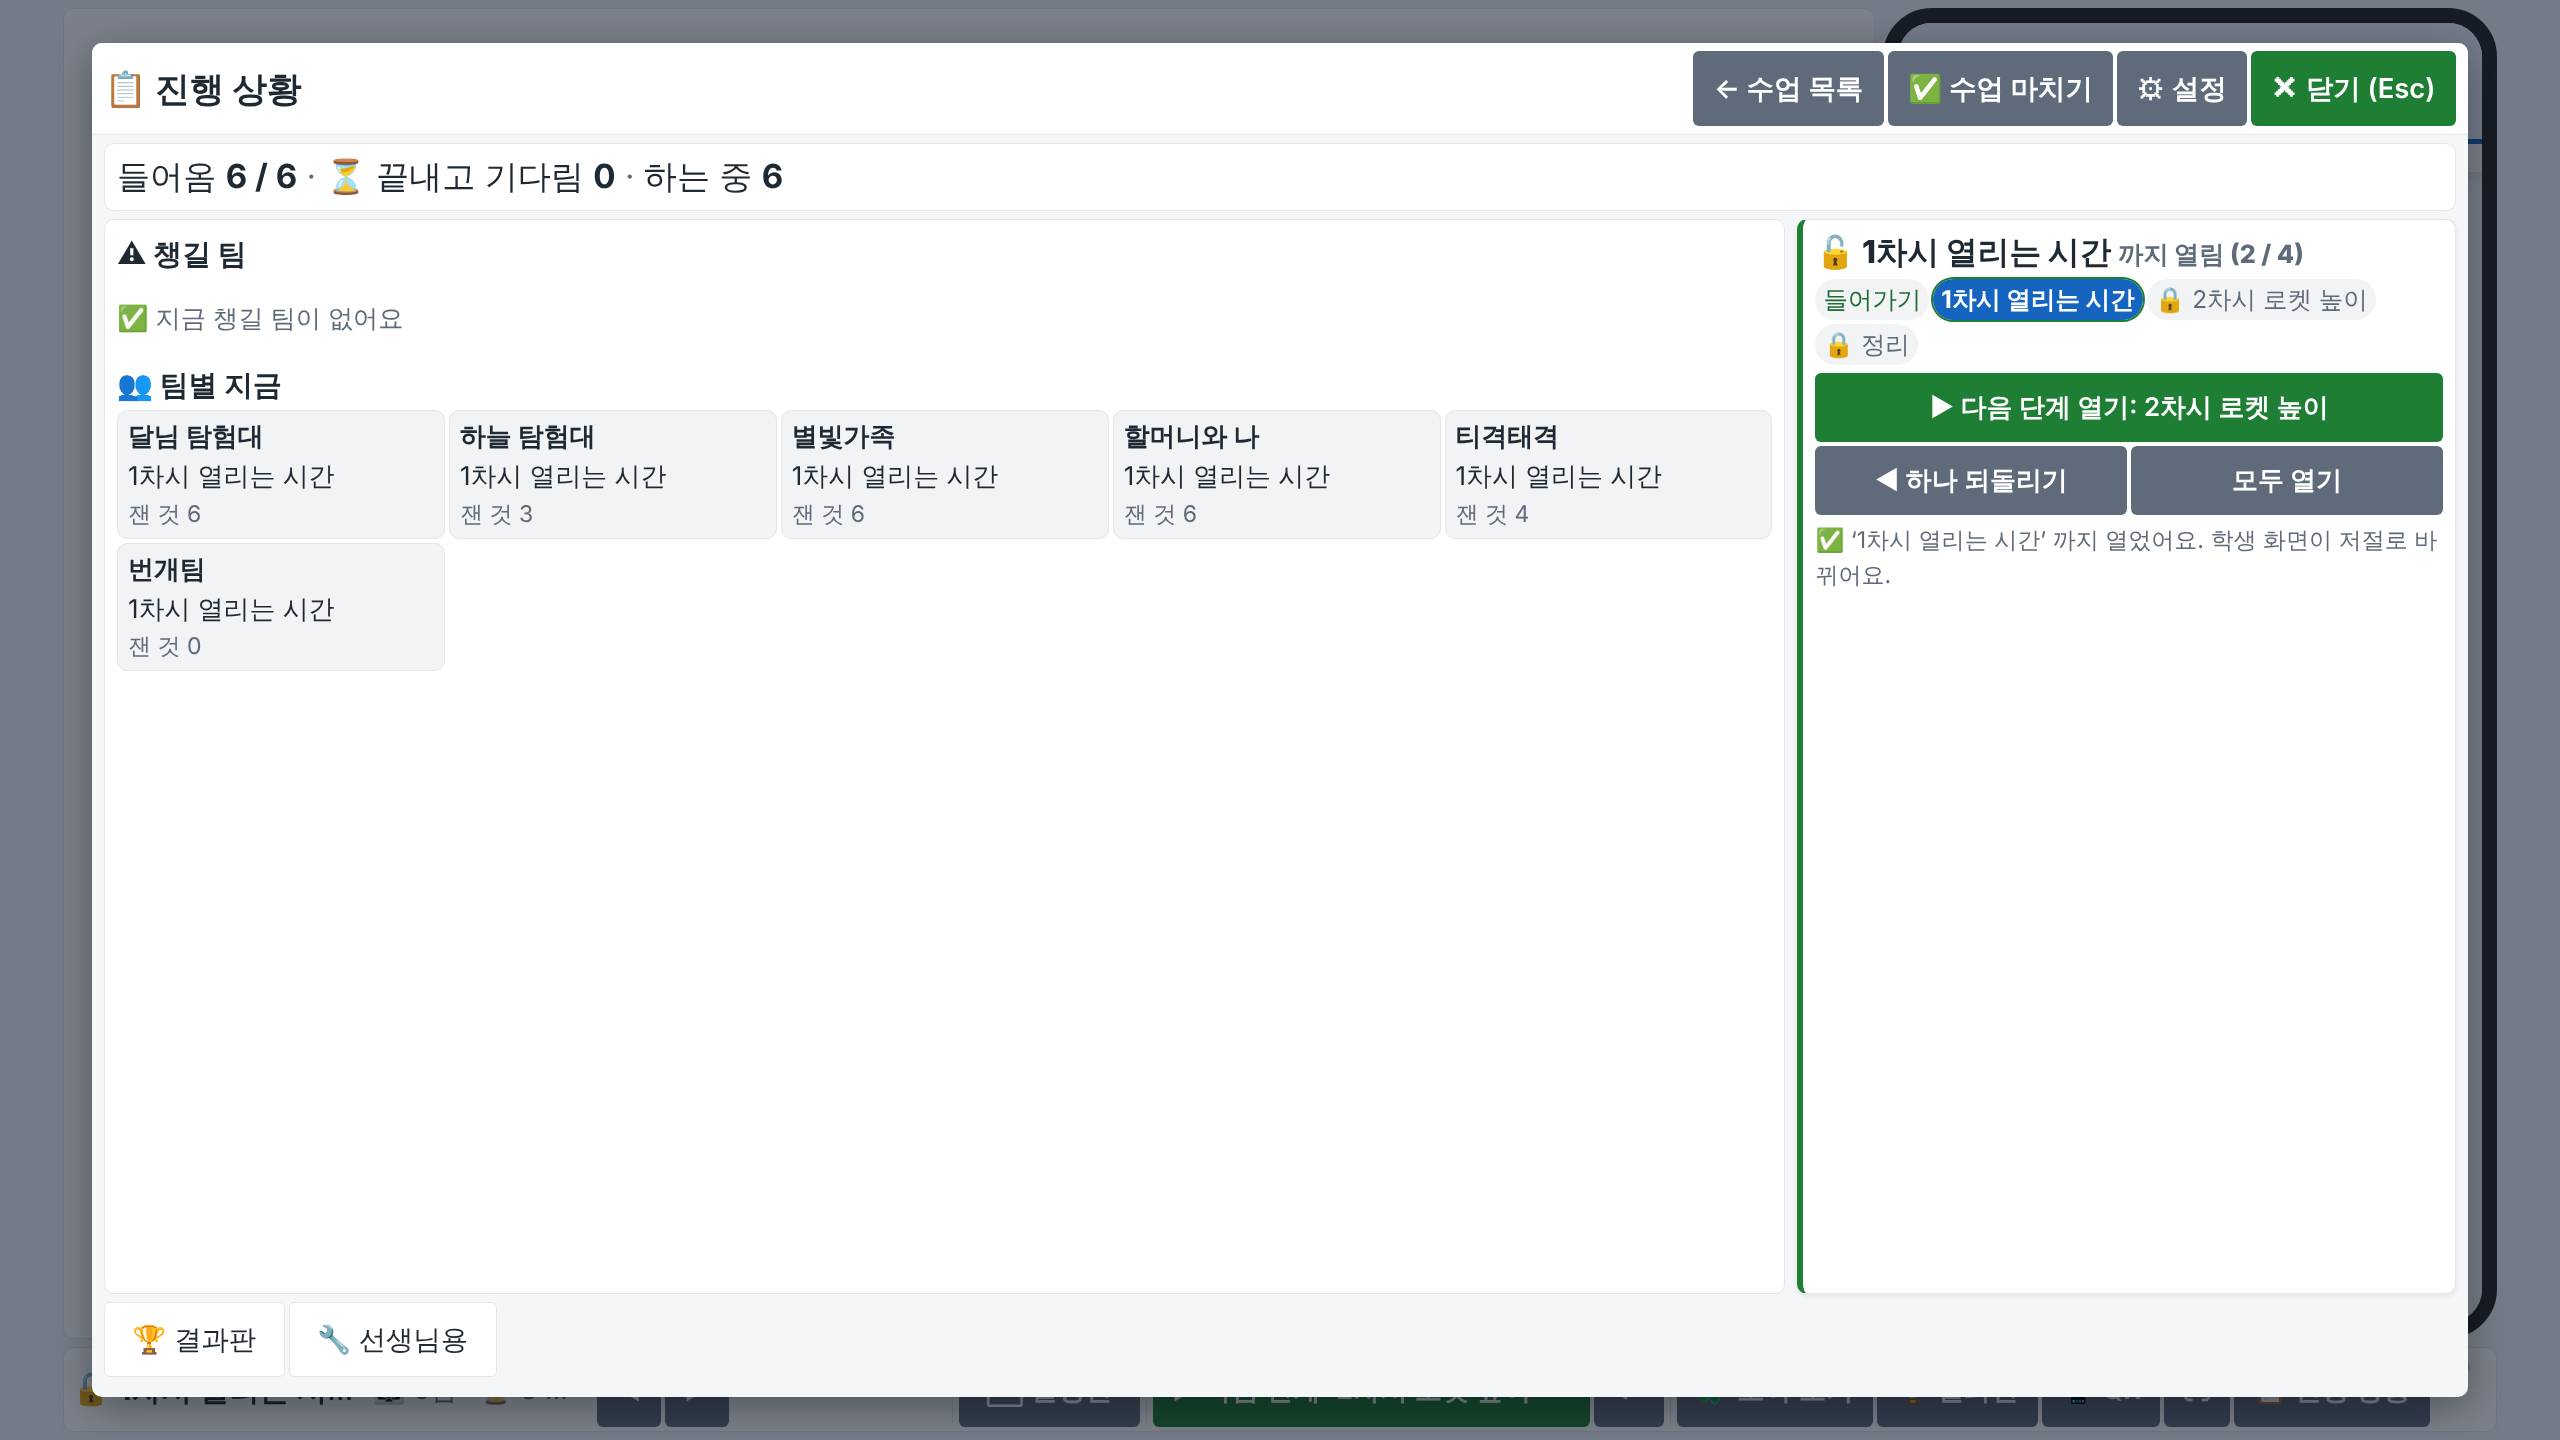 📋 진행 상황
← 수업 목록
✅ 수업 마치기
⚙ 설정
✖ 닫기 (Esc)
들어옴 6 / 6 · ⏳ 끝내고 기다림 0 · 하는 중 6
⚠ 챙길 팀
✅ 지금 챙길 팀이 없어요
👥 팀별 지금
달님 탐험대
1차시 열리는 시간
잰 것 6
하늘 탐험대
1차시 열리는 시간
잰 것 3
별빛가족
1차시 열리는 시간
잰 것 6
할머니와 나
1차시 열리는 시간
잰 것 6
티격태격
1차시 열리는 시간
잰 것 4
번개팀
1차시 열리는 시간
잰 것 0
🔓 1차시 열리는 시간 까지 열림 (2 / 4)
들어가기
1차시 열리는 시간
🔒 2차시 로켓 높이
🔒 정리
▶ 다음 단계 열기: 2차시 로켓 높이
◀ 하나 되돌리기
모두 열기
✅ ‘1차시 열리는 시간’ 까지 열었어요. 학생 화면이 저절로 바
뀌어요.
🏆 결과판
🔧 선생님용